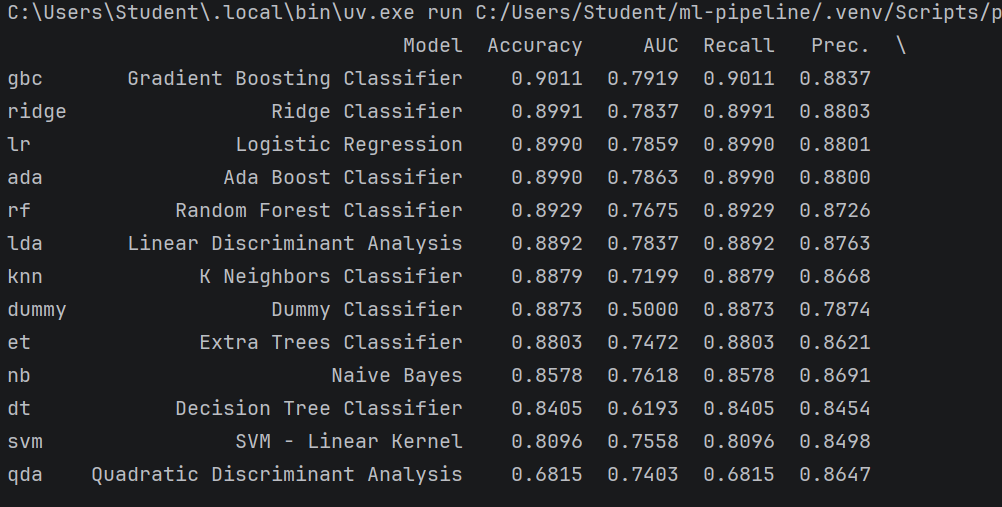 C:\Users\Student\.local\bin\uv.exe run C:/Users/Student/ml-pipeline/.venv/Scripts/p
Model Accuracy AUC Recall Prec. \
gbc Gradient Boosting Classifier 0.9011 0.7919 0.9011 0.8837
ridge Ridge Classifier 0.8991 0.7837 0.8991 0.8803
lr Logistic Regression 0.8990 0.7859 0.8990 0.8801
ada Ada Boost Classifier 0.8990 0.7863 0.8990 0.8800
rf Random Forest Classifier 0.8929 0.7675 0.8929 0.8726
lda Linear Discriminant Analysis 0.8892 0.7837 0.8892 0.8763
knn K Neighbors Classifier 0.8879 0.7199 0.8879 0.8668
dummy Dummy Classifier 0.8873 0.5000 0.8873 0.7874
et Extra Trees Classifier 0.8803 0.7472 0.8803 0.8621
nb Naive Bayes 0.8578 0.7618 0.8578 0.8691
dt Decision Tree Classifier 0.8405 0.6193 0.8405 0.8454
svm SVM - Linear Kernel 0.8096 0.7558 0.8096 0.8498
qda Quadratic Discriminant Analysis 0.6815 0.7403 0.6815 0.8647